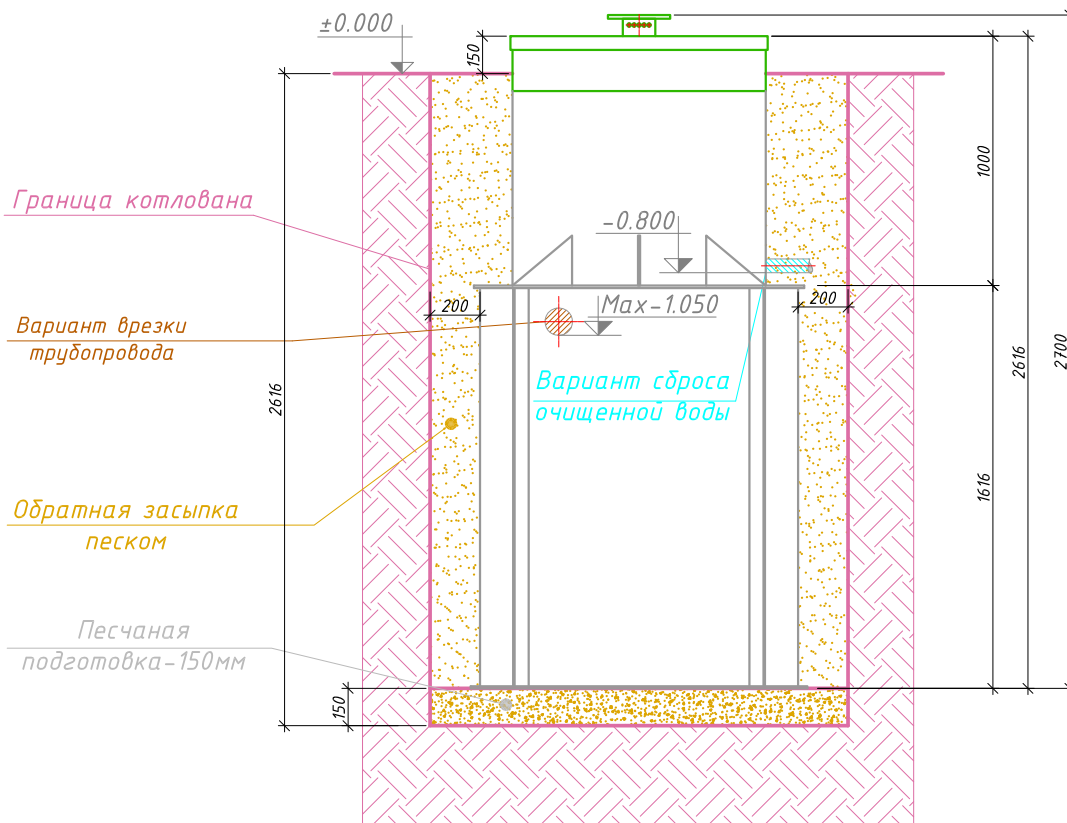 ±0.000
150
1000
Граница котлована
-0.800
200
Max-1.050
200
Вариант врезки
трубопровода
2616
2616
2700
Вариант сброса
очищенной воды
1616
Обратная засыпка
песком
Песчаная
подготовка-150мм
150